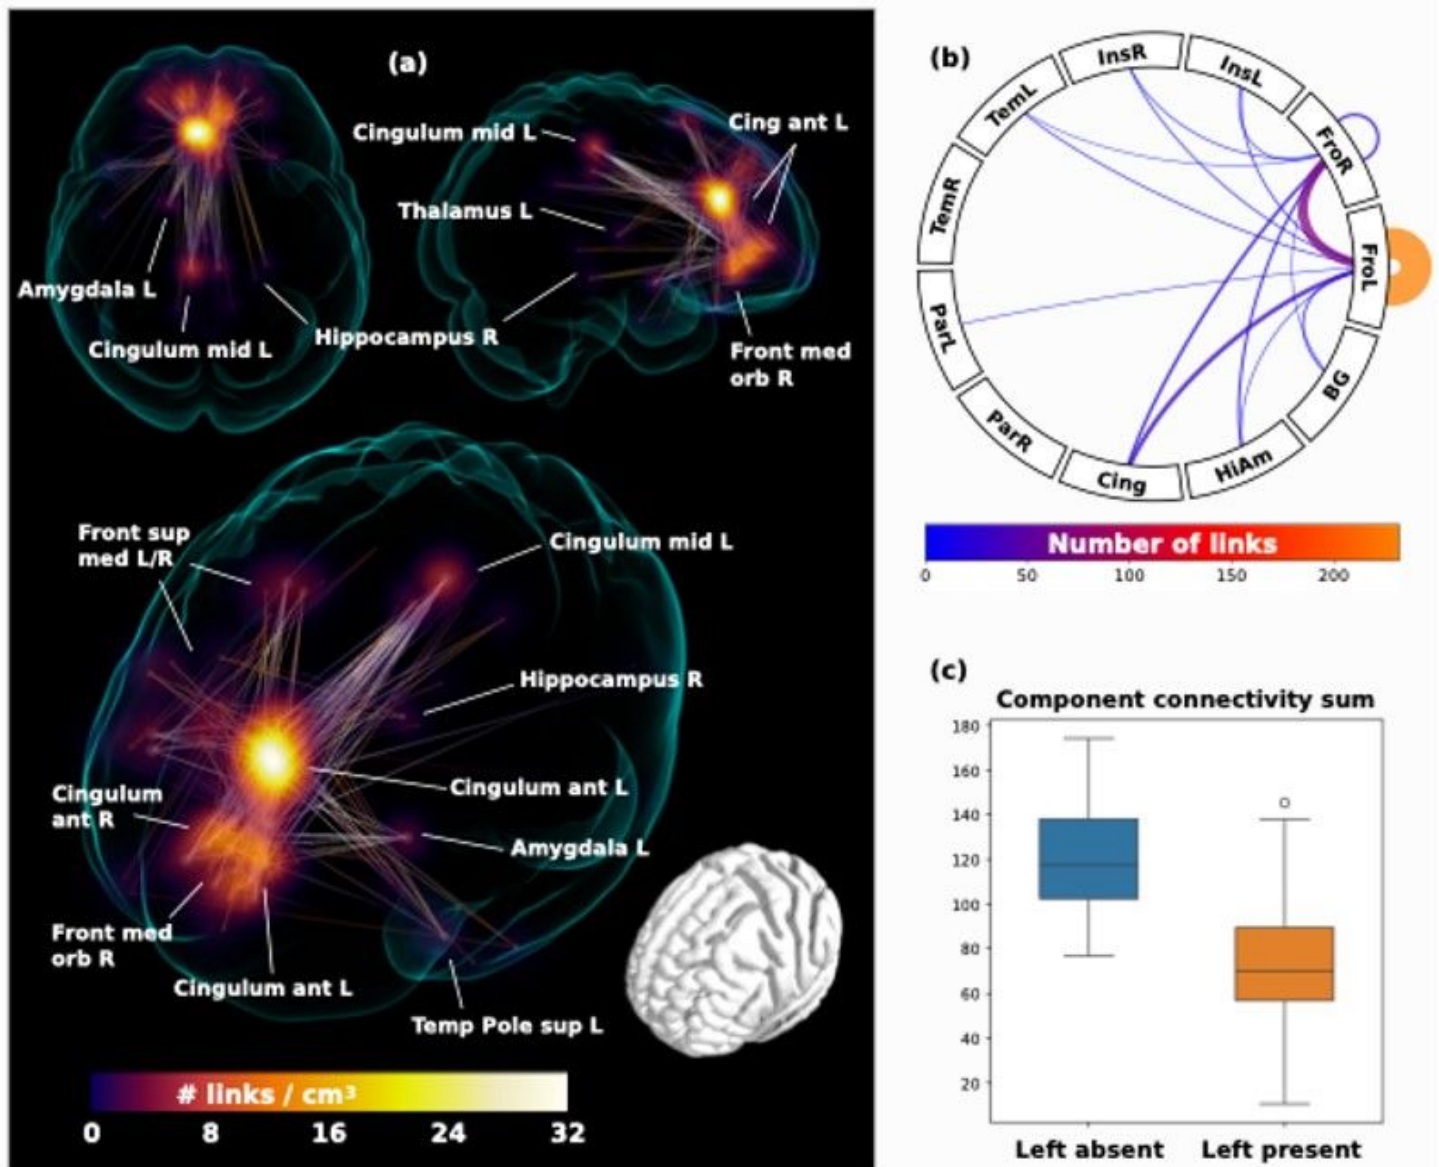 (a)
Cingulum mid L
Cing ant L
Thalamus L
Amygdala L
Cingulum mid L
Hippocampus R
Front med
orb R
Front sup
med L/R
Cingulum mid L
Hippocampus R
Cingulum ant L
Cingulum
ant R
Amygdala L
Front med
orb R
Cingulum ant L
Temp Pole sup L
# links / cm³
0 8 16 24 32
(b)
InsR
InsL
TemL
FroR
TemR
FroL
ParL
BG
ParR
HiAm
Cing
Number of links
0 50 100 150 200
(c)
Component connectivity sum
180
160
140
120
100
80
60
40
20
Left absent Left present